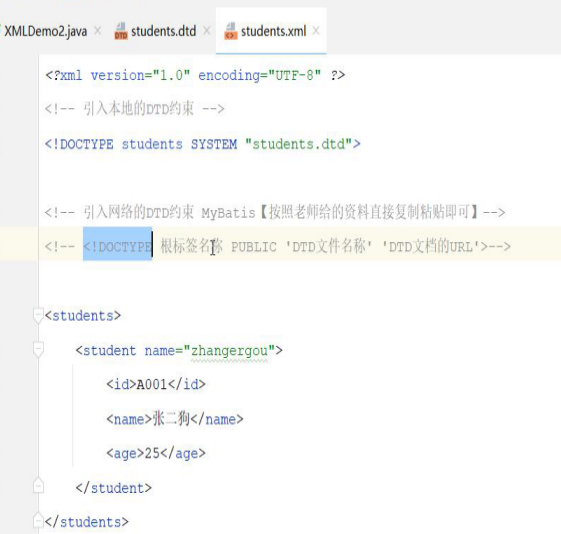 XMLDemo2.java students.dtd students.xml
<?xml version="1.0" encoding="UTF-8" ?>
<!-- 引入本地的DTD约束 -->
<!DOCTYPE students SYSTEM "students.dtd">
<!-- 引入网络的DTD约束 MyBatis【按照老师给的资料直接复制粘贴即可】-->
<!-- <!DOCTYPE 根标签名称 PUBLIC 'DTD文件名称' 'DTD文档的URL'>-->
<students>
<student name="zhangergou">
<id>A001</id>
<name>张二狗</name>
<age>25</age>
</student>
</students>